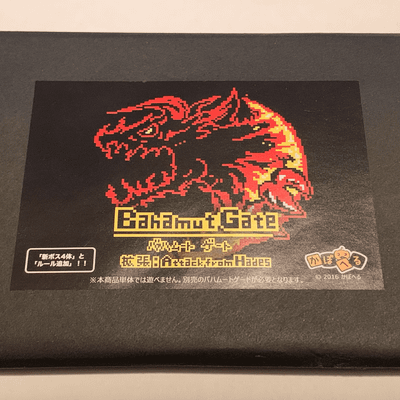 Bahamut Gate
バハムート ゲート
拡張：Attack from Hades
「新ボス4体」と
「ルール追加」！！
かぼへる
© 2016 かぼへる
※本商品単体では遊べません。別売のバハムートゲートが必要となります。